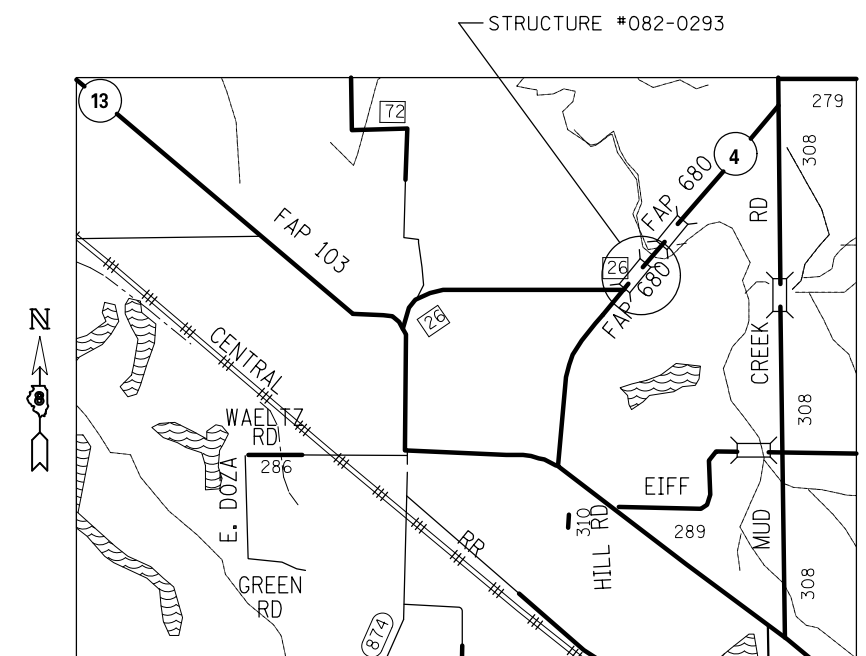 STRUCTURE #082-0293
13
72
279
308
4
FAP 680
RD
FAP 103
26
FAP 680
26
N
8
CENTRAL
CREEK
WAELTZ
RD
308
286
E. DOZA
EIFF
310
HILL RD
289
MUD
RR
GREEN
RD
308
874